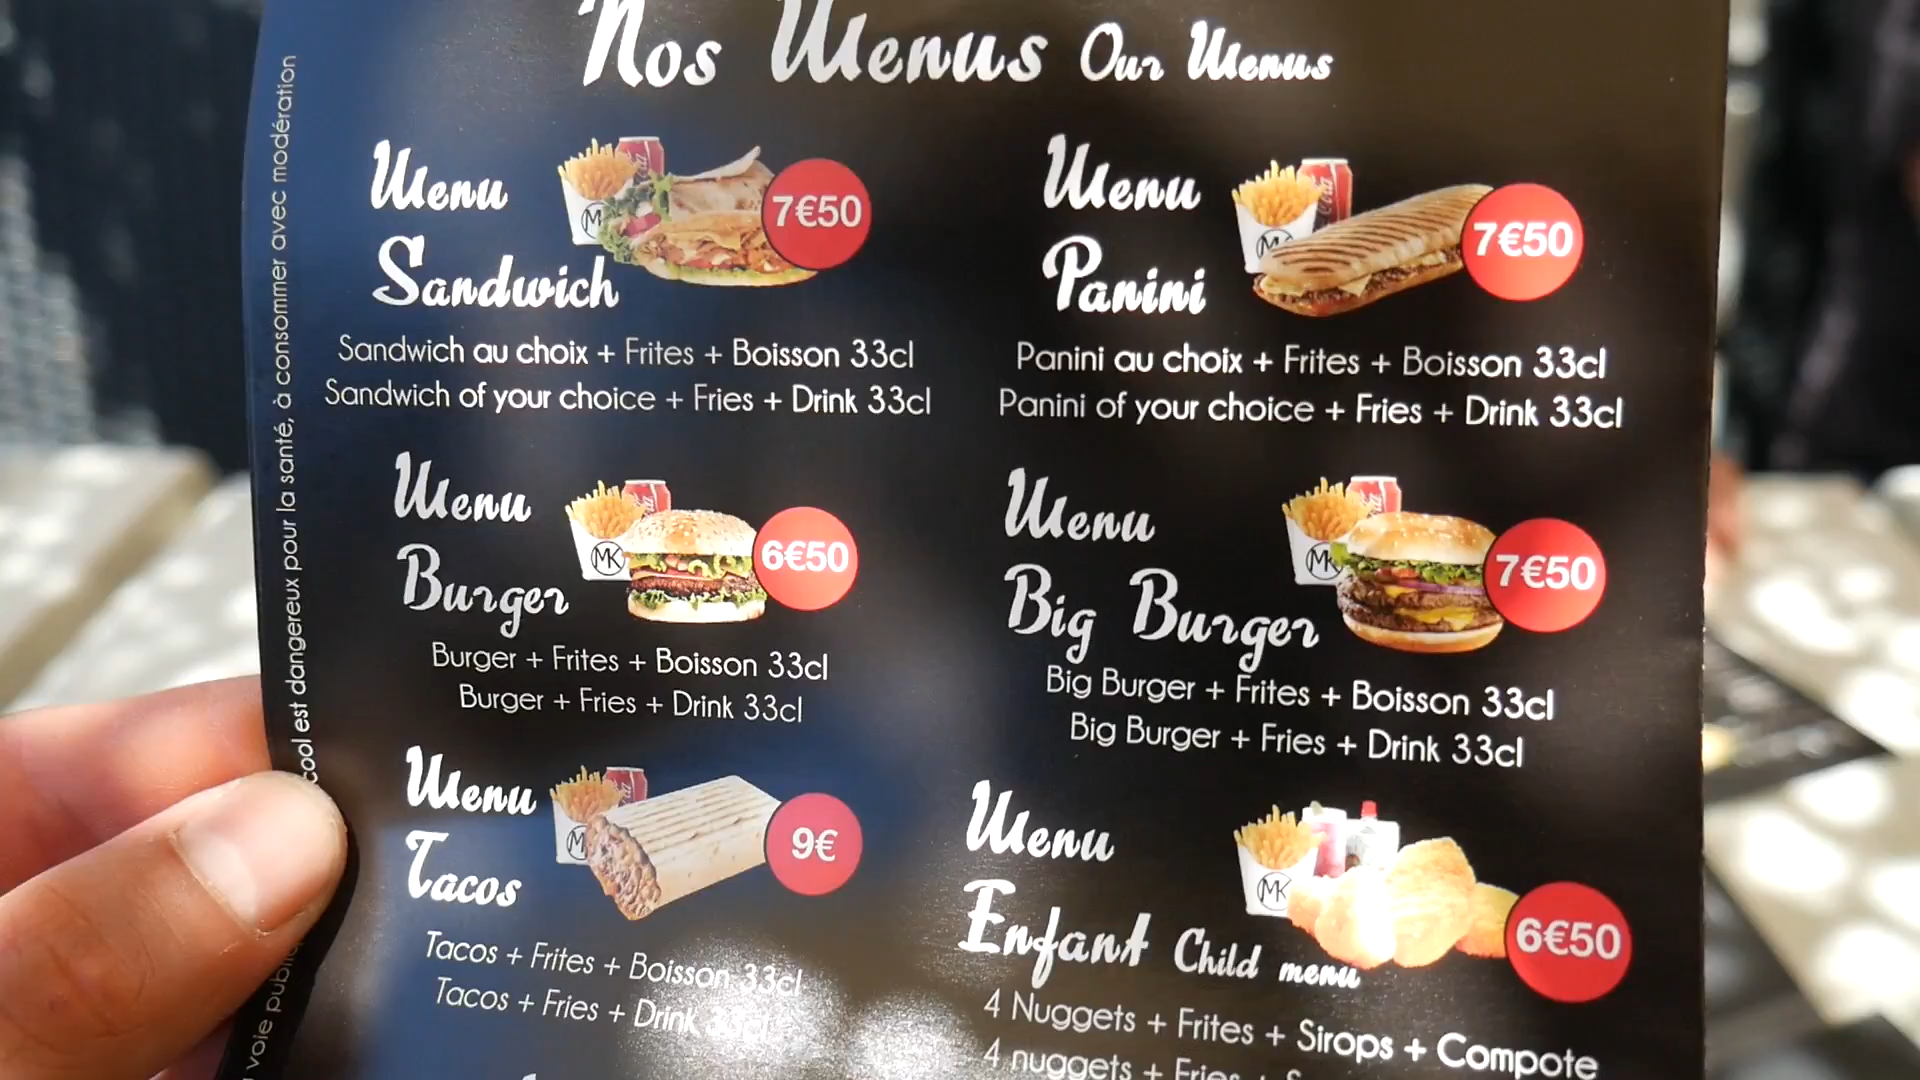 Nos Menus Our Menus
Menu
Sandwich
7€50
Sandwich au choix + Frites + Boisson 33cl
Sandwich of your choice + Fries + Drink 33cl
Menu
Panini
7€50
Panini au choix + Frites + Boisson 33cl
Panini of your choice + Fries + Drink 33cl
Menu
Burger
MK
6€50
Burger + Frites + Boisson 33cl
Burger + Fries + Drink 33cl
Menu
Big Burger
MK
7€50
Big Burger + Frites + Boisson 33cl
Big Burger + Fries + Drink 33cl
Menu
Tacos
9€
Tacos + Frites + Boisson 33cl
Tacos + Fries + Drink 33cl
Menu
Enfant Child menu
MK
6€50
4 Nuggets + Frites + Sirops + Compote
4 nuggets + Fries +
voie
cool est dangereux pour la santé, à consommer avec modération